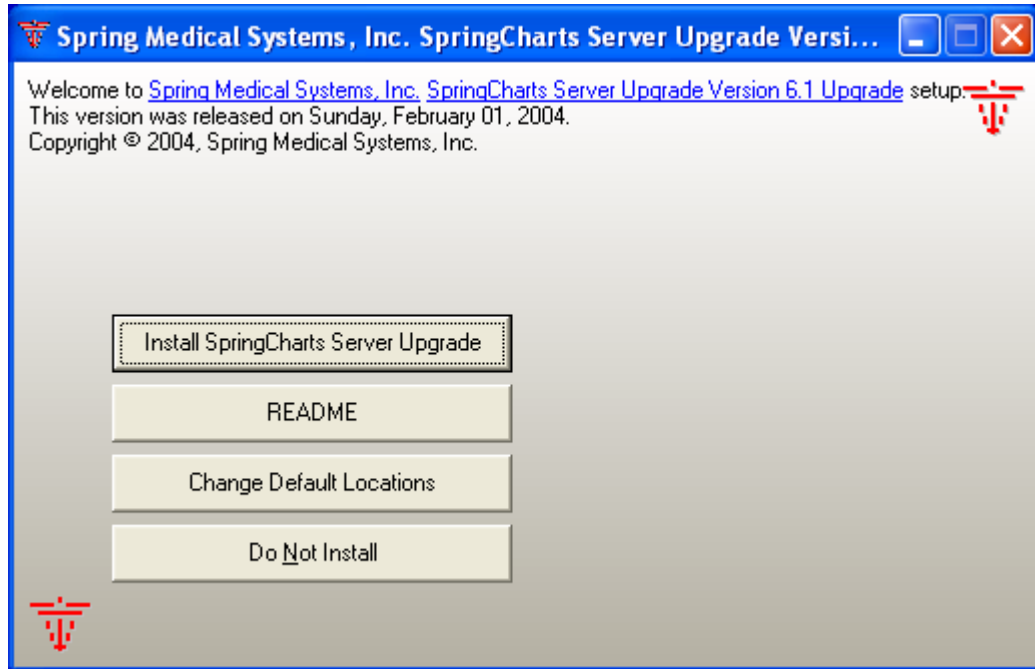 Spring Medical Systems, Inc. SpringCharts Server Upgrade Versi...
Welcome to Spring Medical Systems, Inc. SpringCharts Server Upgrade Version 6.1 Upgrade setup.
This version was released on Sunday, February 01, 2004.
Copyright © 2004, Spring Medical Systems, Inc.
Install SpringCharts Server Upgrade
README
Change Default Locations
Do Not Install